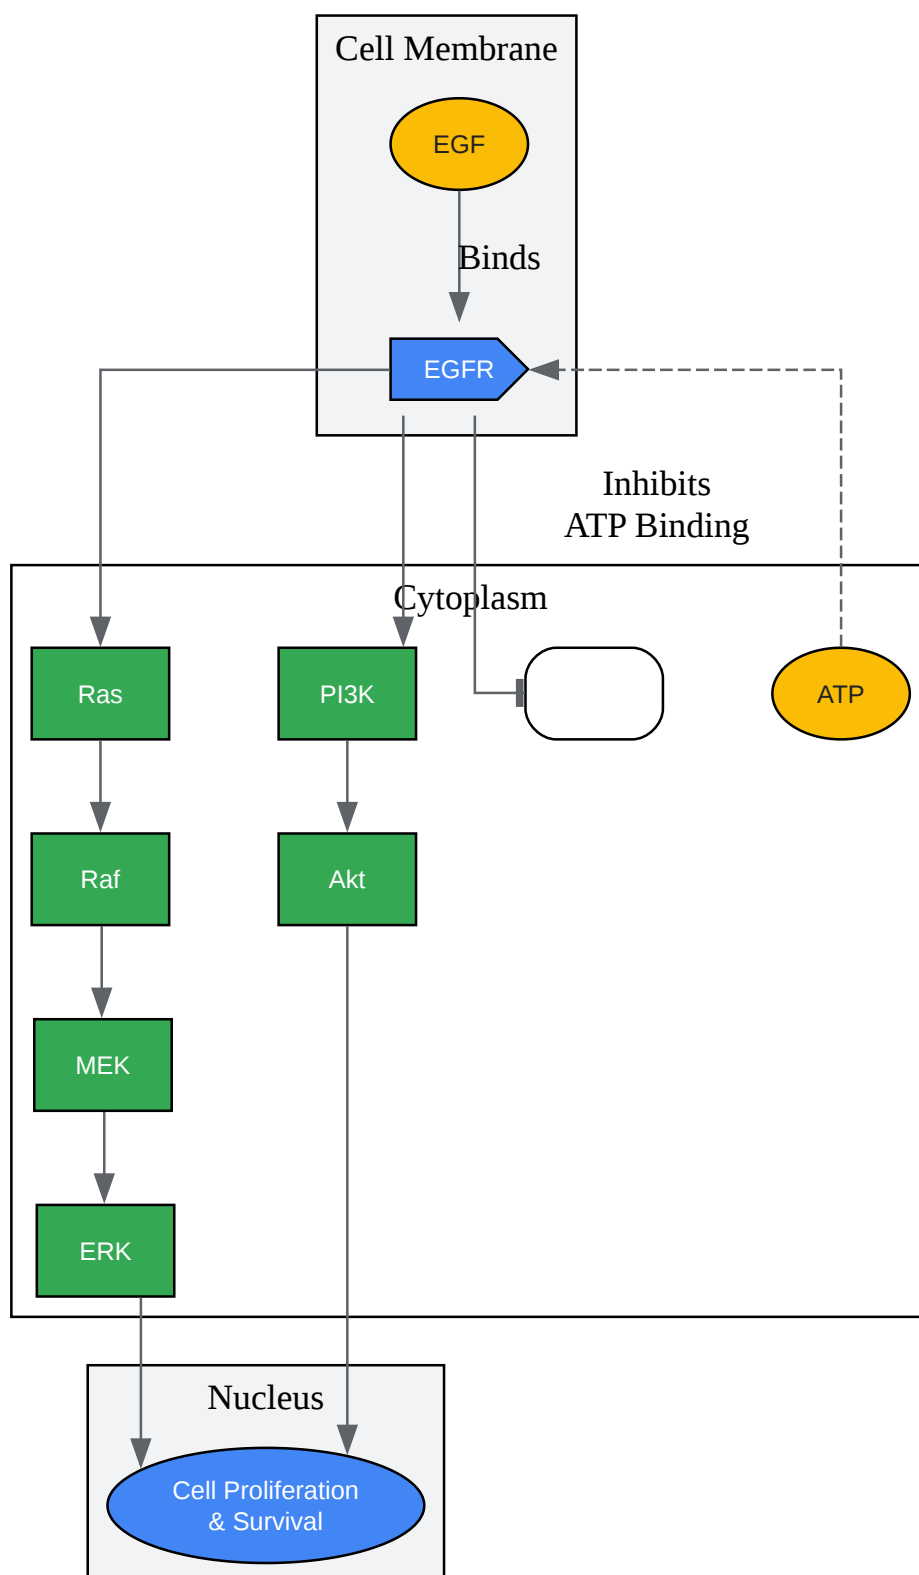 Cell Membrane
EGF
Binds
EGFR
Inhibits
ATP Binding
Cytoplasm
Ras
PI3K
ATP
Raf
Akt
MEK
ERK
Nucleus
Cell Proliferation
& Survival